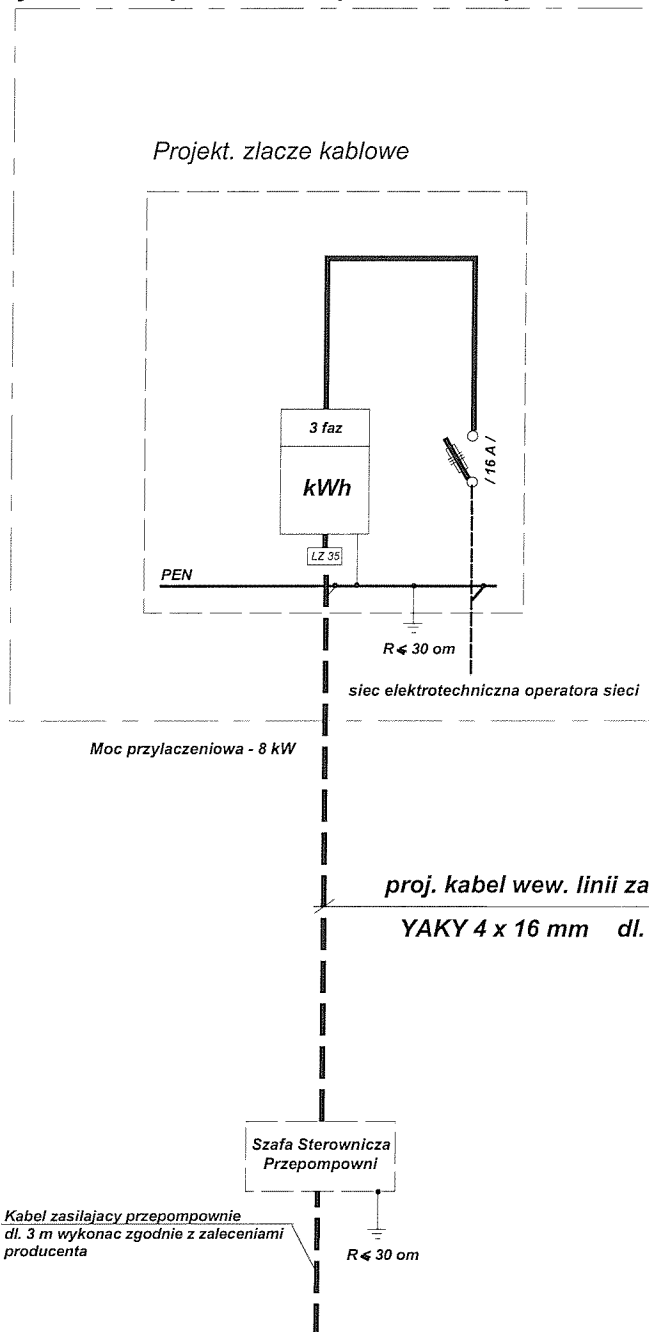 Projekt. zlacze kablowe
3 faz
kWh
/ 16 A /
LZ 35
PEN
R ⩽ 30 om
siec elektrotechniczna operatora sieci
Moc przylaczeniowa - 8 kW
proj. kabel wew. linii za
YAKY 4 x 16 mm dl.
Szafa Sterownicza
Przepompowni
Kabel zasilajacy przepompownie
dl. 3 m wykonac zgodnie z zaleceniami
producenta
R ⩽ 30 om